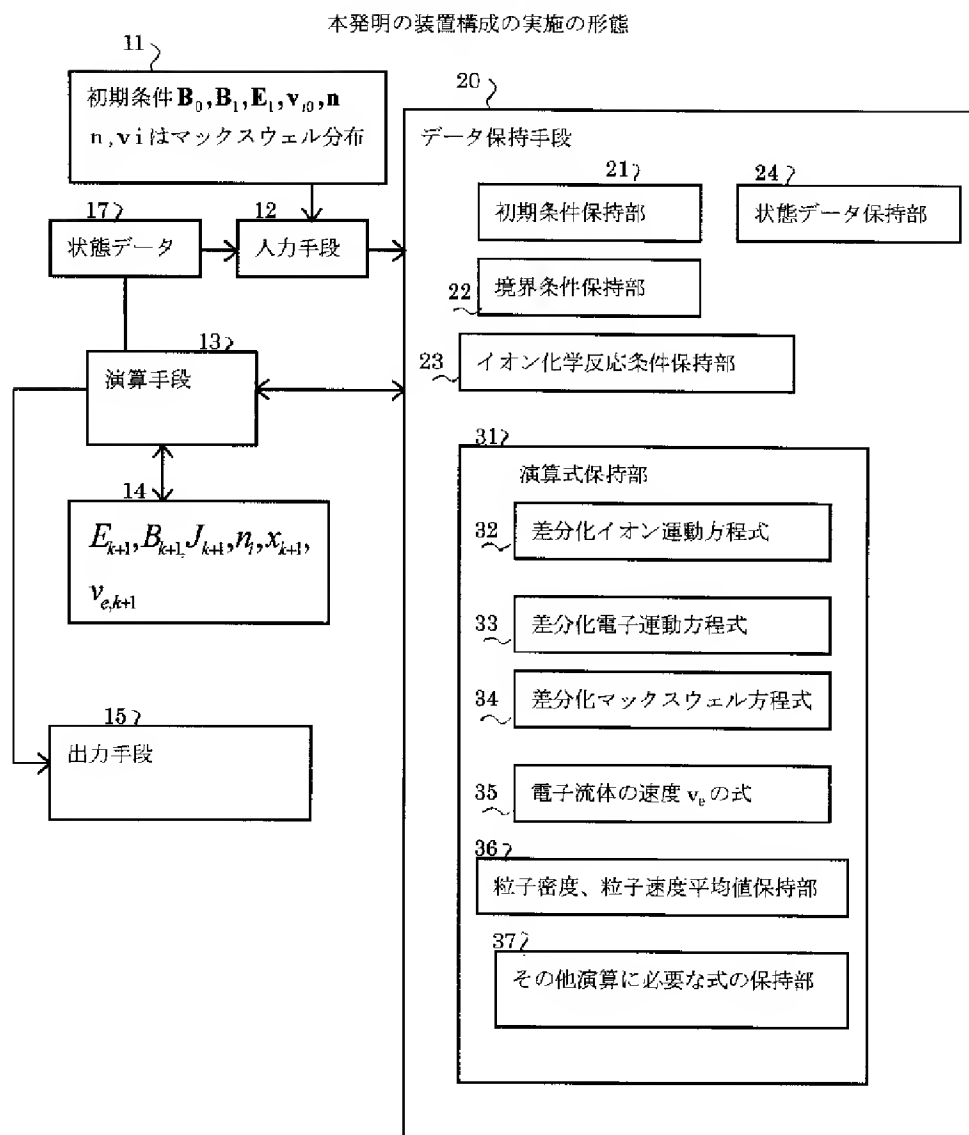 本発明の装置構成の実施の形態
11
初期条件B₀,B₁,E₁,v_{i0},n
n,viはマックスウェル分布
17
状態データ
12
入力手段
13
演算手段
14
E_{k+1},B_{k+1},J_{k+1},n_i,x_{k+1},
v_{e,k+1}
15
出力手段
20
データ保持手段
21
初期条件保持部
24
状態データ保持部
22
境界条件保持部
23
イオン化学反応条件保持部
31
演算式保持部
32
差分化イオン運動方程式
33
差分化電子運動方程式
34
差分化マックスウェル方程式
35
電子流体の速度 vₑの式
36
粒子密度、粒子速度平均値保持部
37
その他演算に必要な式の保持部